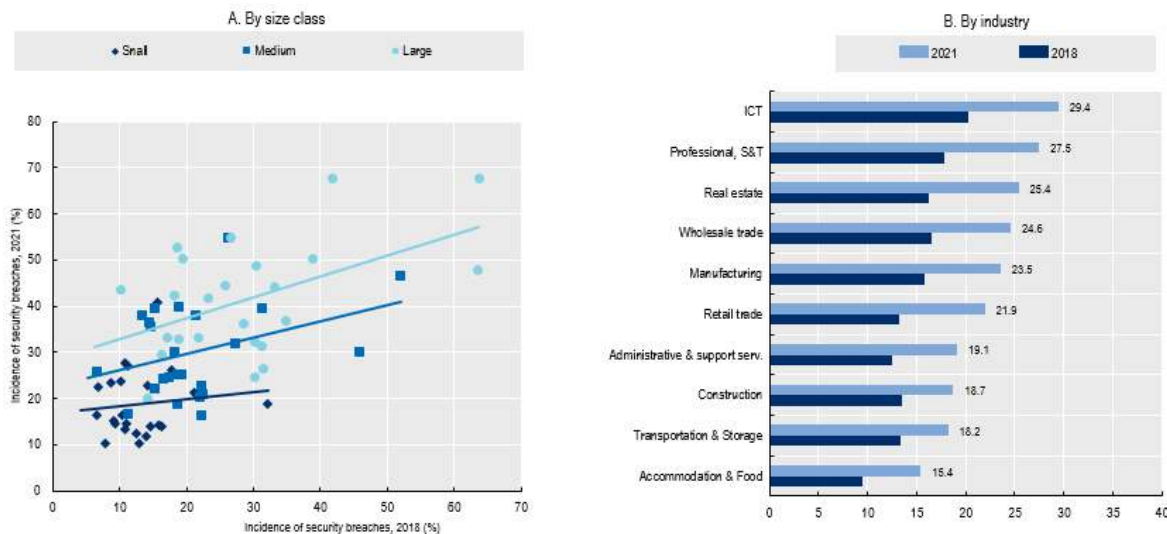 A. By size class
Snall
Medium
Large
Incidence of security breaches, 2021 (%)
80
70
60
50
40
30
20
10
0
0 10 20 30 40 50 60 70
Incidence of security breaches, 2018 (%)
B. By industry
2021
2018
ICT 29.4
Professional, S&T 27.5
Real estate 25.4
Wholesale trade 24.6
Manufacturing 23.5
Retail trade 21.9
Administrative & support serv. 19.1
Construction 18.7
Transportation & Storage 18.2
Accommodation & Food 15.4
0 5 10 15 20 25 30 35 40